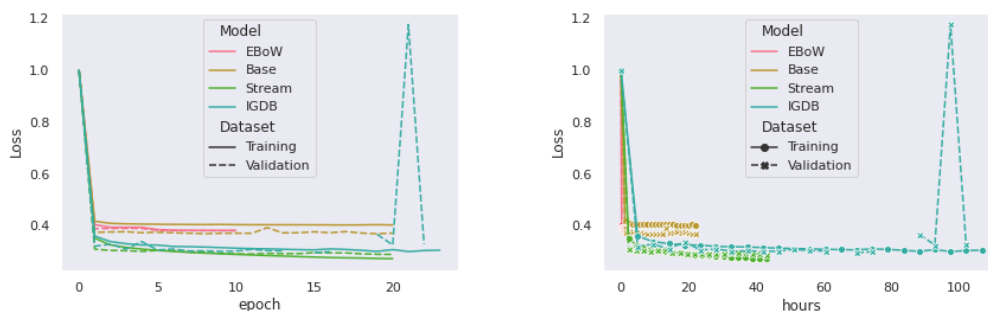 1.2
1.0
0.8
0.6
0.4
Loss
Model
EBoW
Base
Stream
IGDB
Dataset
Training
Validation
0 5 10 15 20
epoch
1.2
1.0
0.8
0.6
0.4
Loss
Model
EBoW
Base
Stream
IGDB
Dataset
Training
Validation
0 20 40 60 80 100
hours